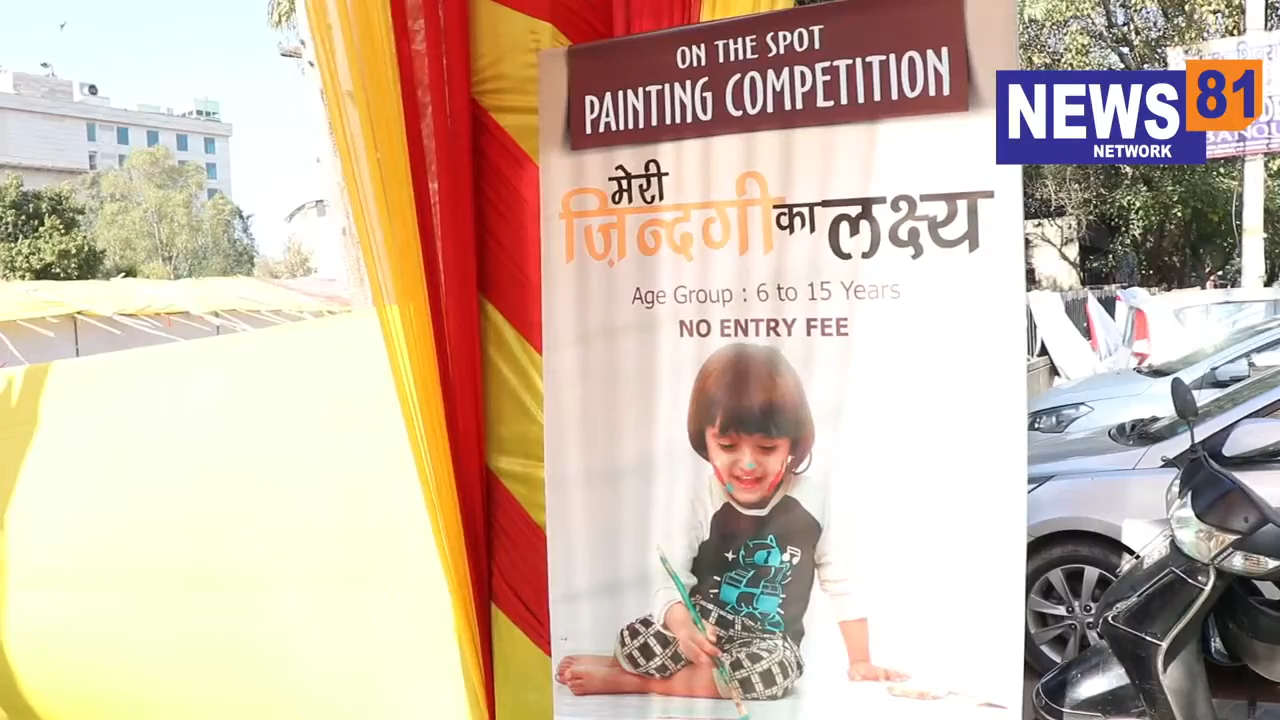 ON THE SPOT
PAINTING COMPETITION
मेरी
ज़िन्दगी का लक्ष्य
Age Group : 6 to 15 Years
NO ENTRY FEE
NEWS 81
NETWORK